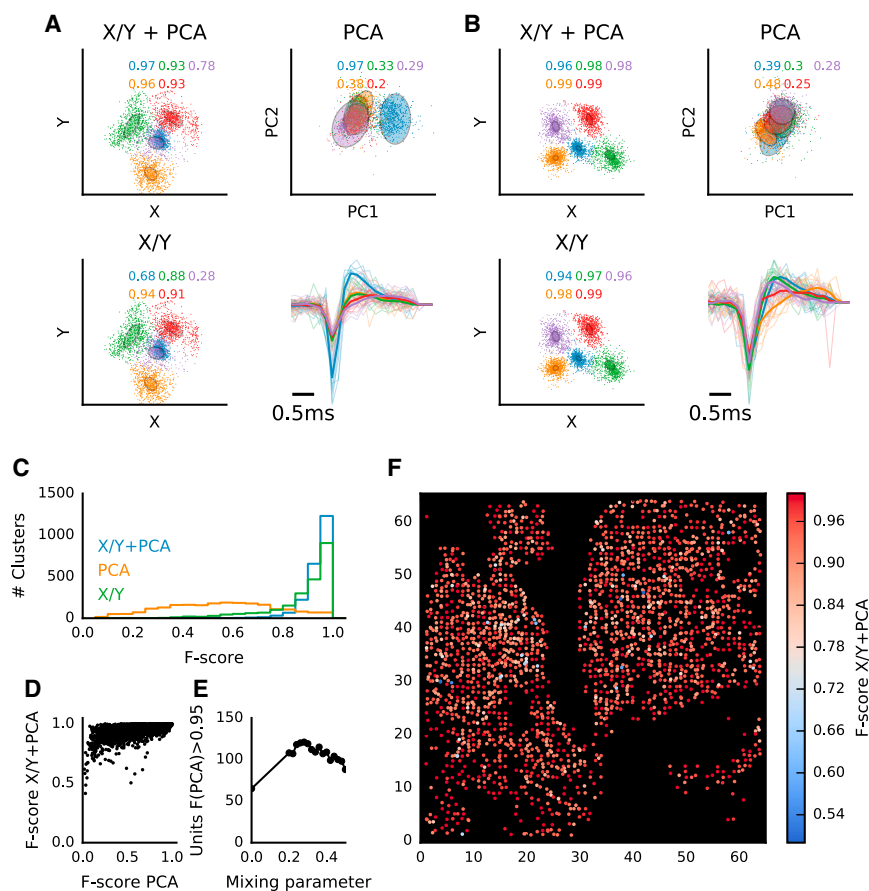 A
X/Y + PCA
0.97 0.93 0.78
0.96 0.93
Y
X
PCA
0.97 0.33 0.29
0.38 0.2
PC2
PC1
X/Y
0.68 0.88 0.28
0.94 0.91
Y
X
0.5ms
B
X/Y + PCA
0.96 0.98 0.98
0.99 0.99
Y
X
PCA
0.39 0.3 0.28
0.48 0.25
PC2
PC1
X/Y
0.94 0.97 0.96
0.98 0.99
Y
X
0.5ms
C
1500
1000
500
0
# Clusters
X/Y+PCA
PCA
X/Y
0.0 0.2 0.4 0.6 0.8 1.0
F-score
D
1.0
0.5
0.0
F-score X/Y+PCA
0.0 0.5 1.0
F-score PCA
E
150
100
50
0
Units F(PCA)>0.95
0.0 0.2 0.4
Mixing parameter
F
60
50
40
30
20
10
0
0 10 20 30 40 50 60
0.96
0.90
0.84
0.78
0.72
0.66
0.60
0.54
F-score X/Y+PCA